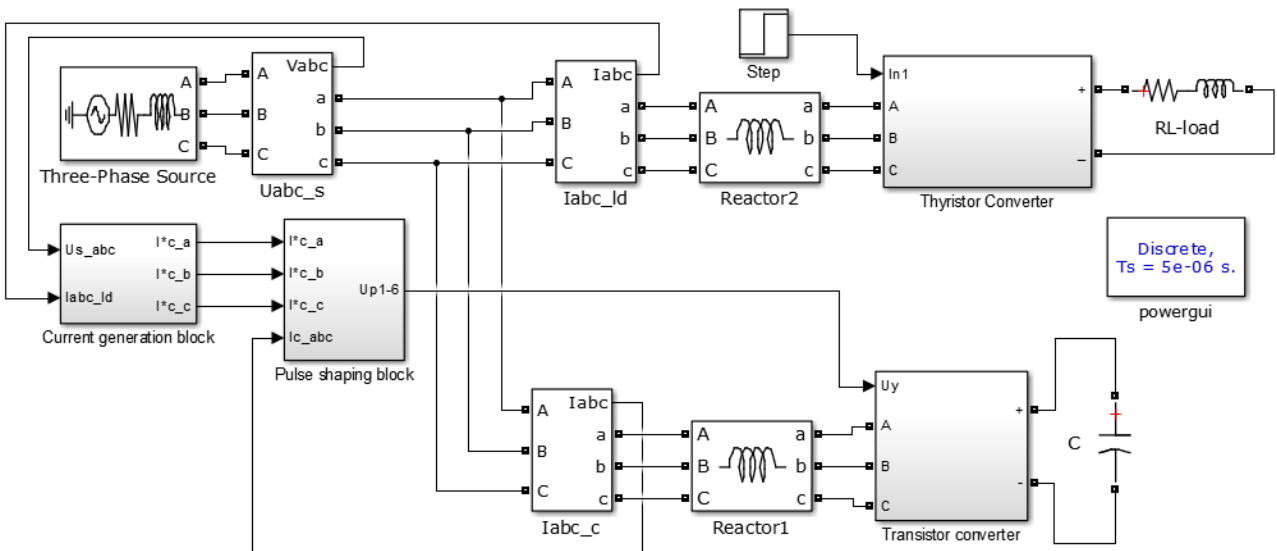 A
B
C
Three-Phase Source
A
B
C
Vabc
a
b
c
Uabc_s
A
B
C
Iabc
a
b
c
Iabc_ld
A
B
C
a
b
c
Reactor2
Step
In1
A
B
C
+
−
Thyristor Converter
+
RL-load
Us_abc
Iabc_ld
I*c_a
I*c_b
I*c_c
Current generation block
I*c_a
I*c_b
I*c_c
Ic_abc
Up1-6
Pulse shaping block
Discrete,
Ts = 5e-06 s.
powergui
A
B
C
Iabc
a
b
c
Iabc_c
A
B
C
a
b
c
Reactor1
Uy
A
B
C
+
-
Transistor converter
+
C